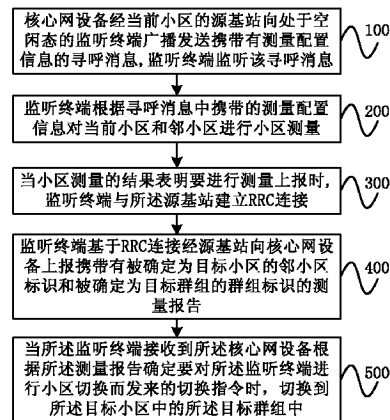 核心网设备经当前小区的源基站向处于空
闲态的监听终端广播发送携带有测量配置
信息的寻呼消息,监听终端监听该寻呼消息
100
监听终端根据寻呼消息中携带的测量配置
信息对当前小区和邻小区进行小区测量
200
当小区测量的结果表明要进行测量上报时,
监听终端与所述源基站建立RRC连接
300
监听终端基于RRC连接经源基站向核心网设
备上报携带有被确定为目标小区的邻小区
标识和被确定为目标群组的群组标识的测
量报告
400
当所述监听终端接收到所述核心网设备根
据所述测量报告确定要对所述监听终端进
行小区切换而发来的切换指令时，切换到
所述目标小区中的所述目标群组中
500